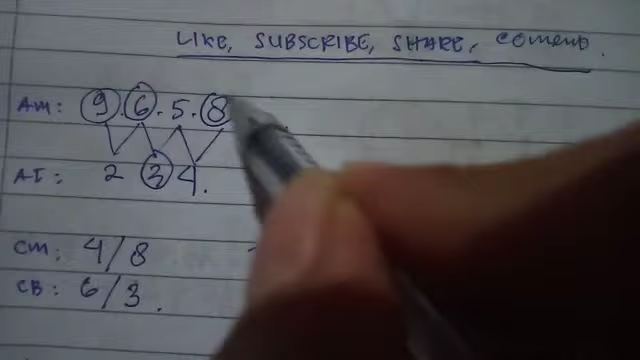 LIKE, SUBSCRIBE, SHARE, COMEND.
AM: 9.6.5.8
AI: 2 3 4.
CM: 4/8
CB: 6/3.